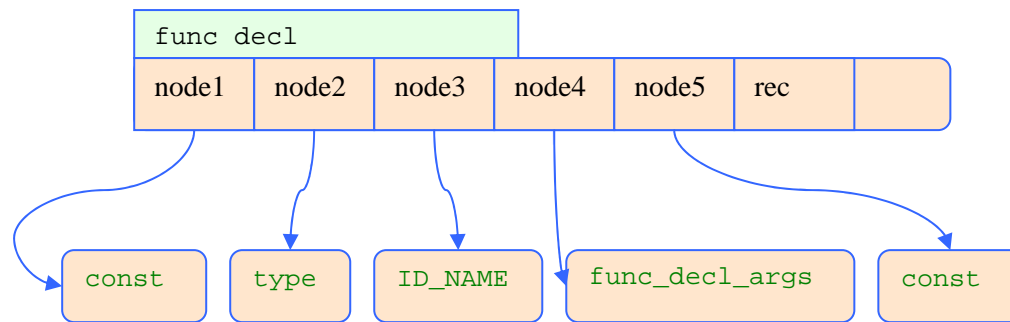 func decl
node1 node2 node3 node4 node5 rec
const type ID_NAME func_decl_args const